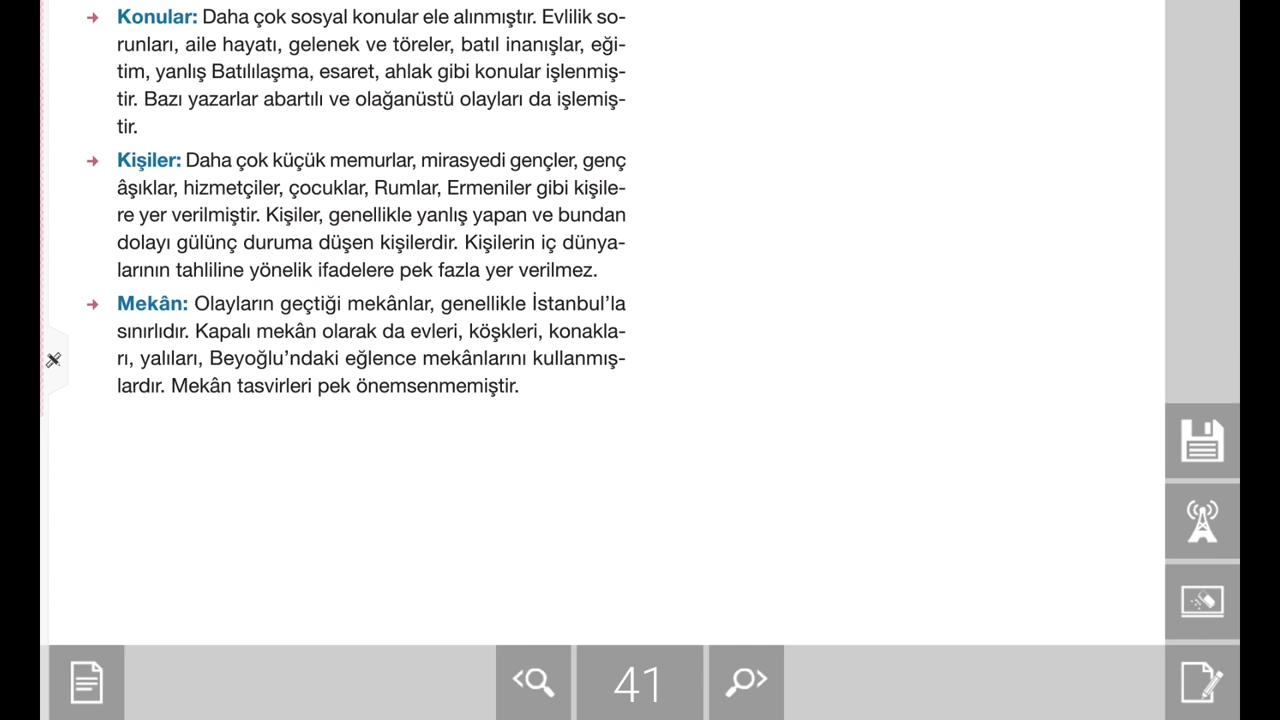 → Konular: Daha çok sosyal konular ele alınmıştır. Evlilik so-
runları, aile hayatı, gelenek ve töreler, batıl inanışlar, eği-
tim, yanlış Batılılaşma, esaret, ahlak gibi konular işlenmiş-
tir. Bazı yazarlar abartılı ve olağanüstü olayları da işlemiş-
tir.
→ Kişiler: Daha çok küçük memurlar, mirasyedi gençler, genç
âşıklar, hizmetçiler, çocuklar, Rumlar, Ermeniler gibi kişile-
re yer verilmiştir. Kişiler, genellikle yanlış yapan ve bundan
dolayı gülünç duruma düşen kişilerdir. Kişilerin iç dünya-
larının tahliline yönelik ifadelere pek fazla yer verilmez.
→ Mekân: Olayların geçtiği mekânlar, genellikle İstanbul’la
sınırlıdır. Kapalı mekân olarak da evleri, köşkleri, konakla-
rı, yalıları, Beyoğlu’ndaki eğlence mekânlarını kullanmış-
lardır. Mekân tasvirleri pek önemsenmemiştir.
41